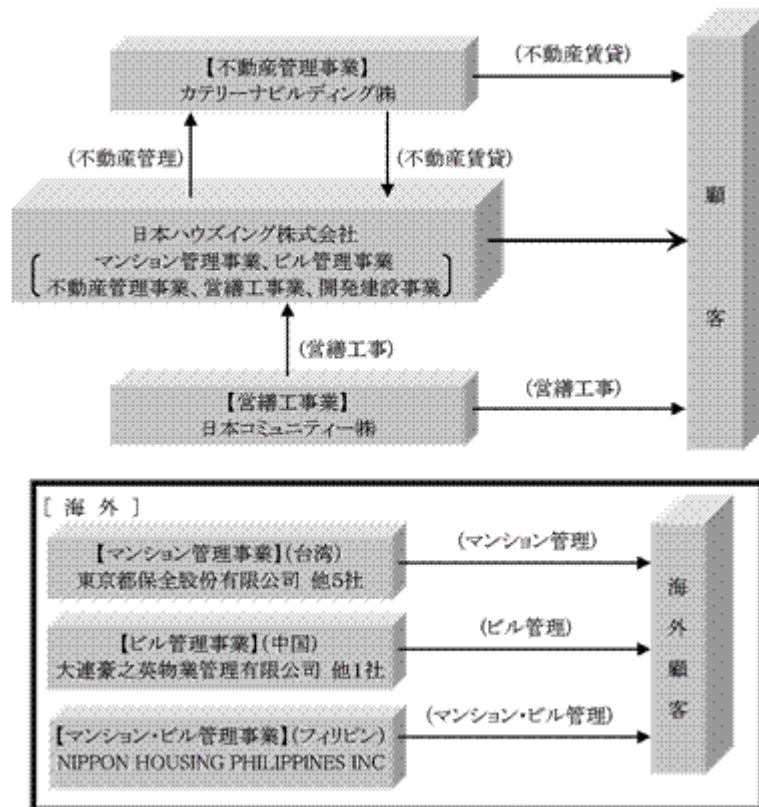 (不動産賃貸)
【不動産管理事業】
カテリーナビルディング㈱
(不動産管理)
(不動産賃貸)
日本ハウズイング株式会社
マンション管理事業、ビル管理事業
不動産管理事業、営繕工事業、開発建設事業
(営繕工事)
【営繕工事業】
日本コミュニティー㈱
(営繕工事)
顧客
[海外]
【マンション管理事業】(台湾)
東京都保全股份有限公司 他5社
(マンション管理)
【ビル管理事業】(中国)
大連豪之英物業管理有限公司 他1社
(ビル管理)
【マンション・ビル管理事業】(フィリピン)
NIPPON HOUSING PHILIPPINES INC
(マンション・ビル管理)
海外顧客